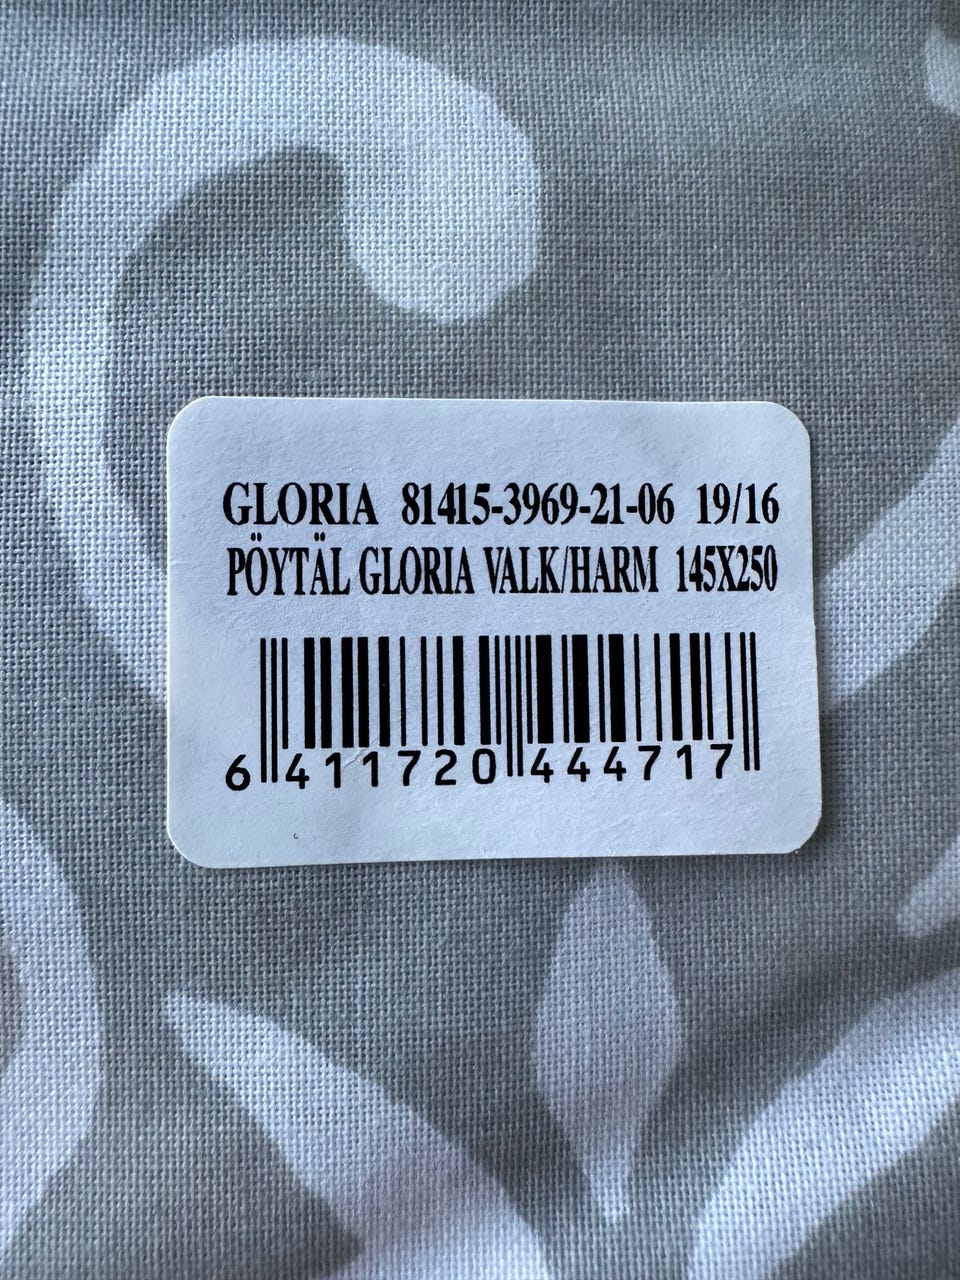 GLORIA 81415-3969-21-06 19/16
PÖYTÄL GLORIA VALK/HARM 145X250
6 411720 444717